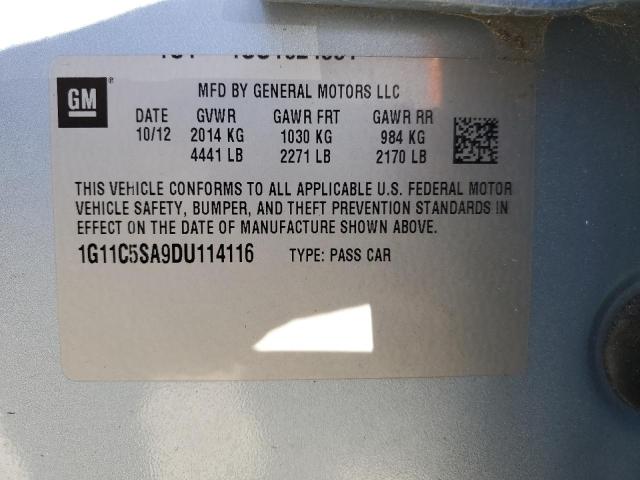 GM
MFD BY GENERAL MOTORS LLC
DATE GVWR GAWR FRT GAWR RR
10/12 2014 KG 1030 KG 984 KG
4441 LB 2271 LB 2170 LB
THIS VEHICLE CONFORMS TO ALL APPLICABLE U.S. FEDERAL MOTOR
VEHICLE SAFETY, BUMPER, AND THEFT PREVENTION STANDARDS IN
EFFECT ON THE DATE OF MANUFACTURE SHOWN ABOVE.
1G11C5SA9DU114116 TYPE: PASS CAR